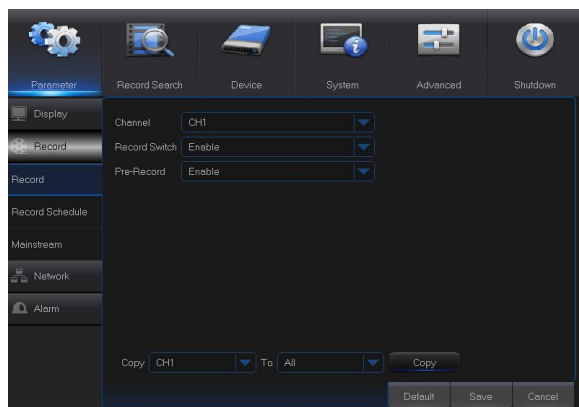 Parameter Record Search Device System Advanced Shutdown
Display
Channel CH1
Record
Record Switch Enable
Pre-Record Enable
Record
Record Schedule
Mainstream
Network
Alarm
Copy CH1 To All Copy
Default Save Cancel